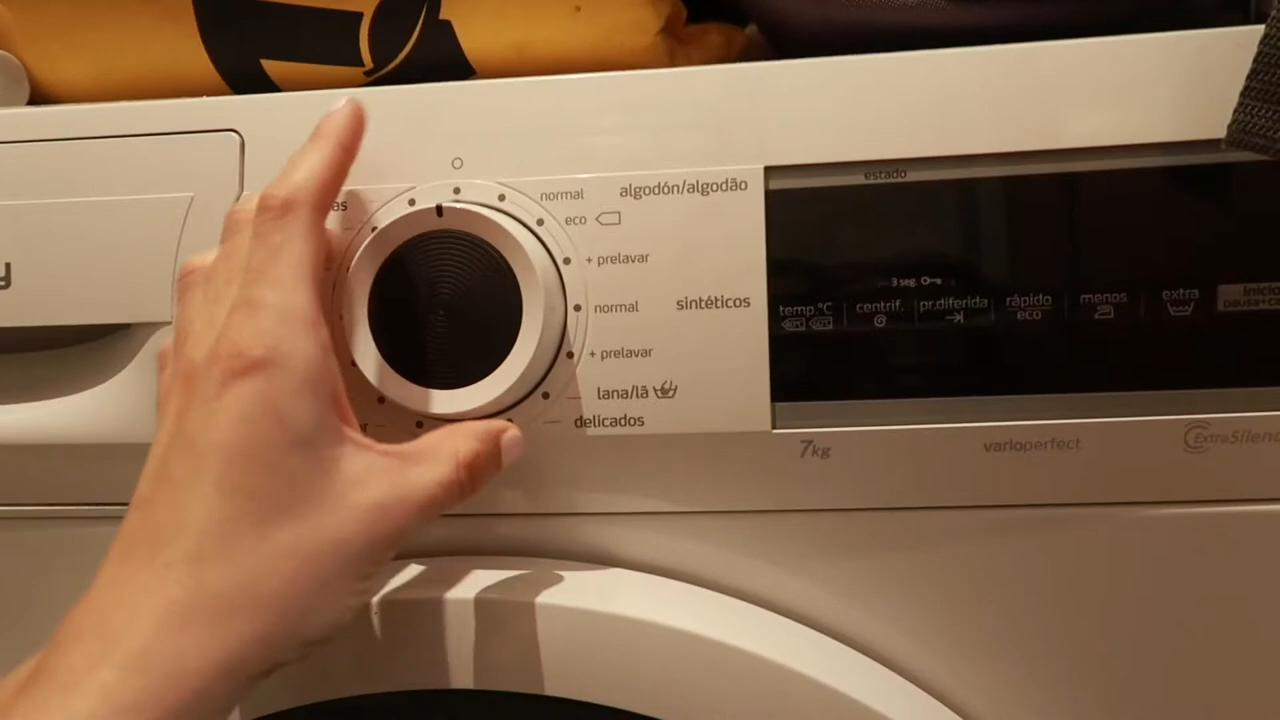 estado
normal algodón/algodão
eco
+ prelavar
normal sintéticos
+ prelavar
lana/lã
delicados
3 seg.
temp.°C centrif. pr.diferida rápido menos extra
eco
7kg varioperfect